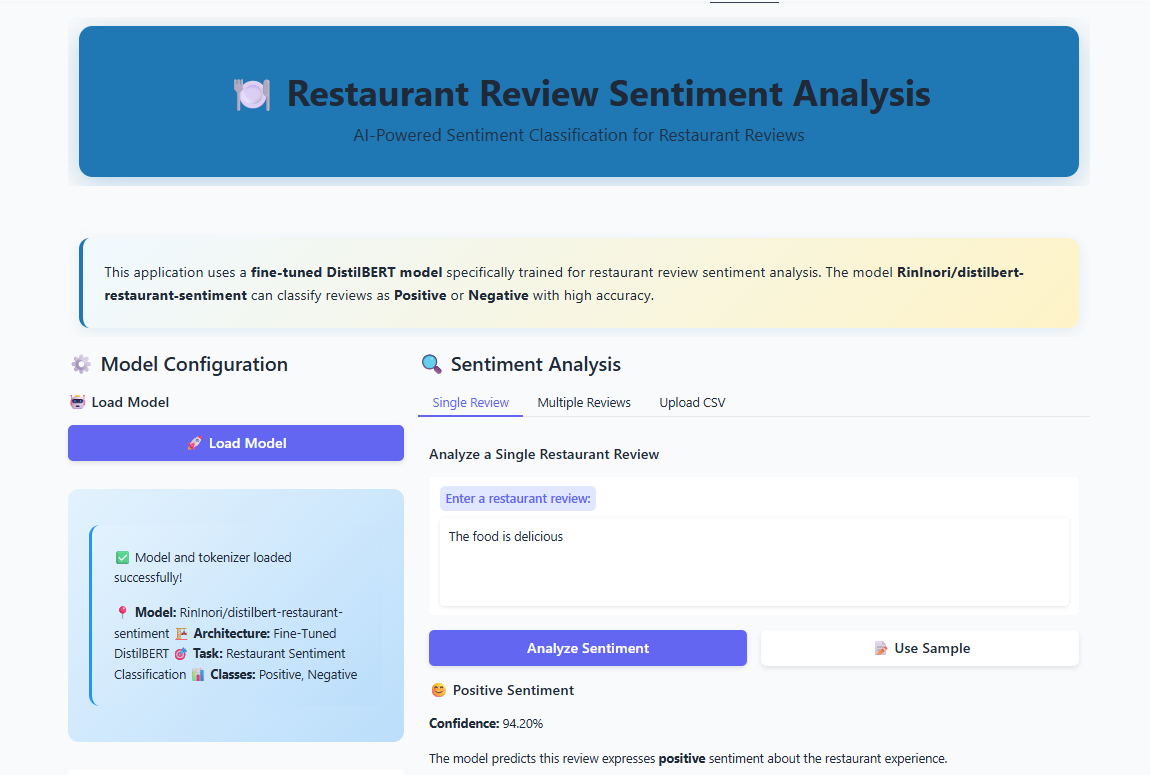 Restaurant Review Sentiment Analysis
AI-Powered Sentiment Classification for Restaurant Reviews
This application uses a fine-tuned DistilBERT model specifically trained for restaurant review sentiment analysis. The model RinInori/distilbert-
restaurant-sentiment can classify reviews as Positive or Negative with high accuracy.
Model Configuration
Load Model
Load Model
Model and tokenizer loaded
successfully!
Model: RinInori/distilbert-restaurant-
sentiment Architecture: Fine-Tuned
DistilBERT Task: Restaurant Sentiment
Classification Classes: Positive, Negative
Sentiment Analysis
Single Review Multiple Reviews Upload CSV
Analyze a Single Restaurant Review
Enter a restaurant review:
The food is delicious
Analyze Sentiment Use Sample
Positive Sentiment
Confidence: 94.20%
The model predicts this review expresses positive sentiment about the restaurant experience.